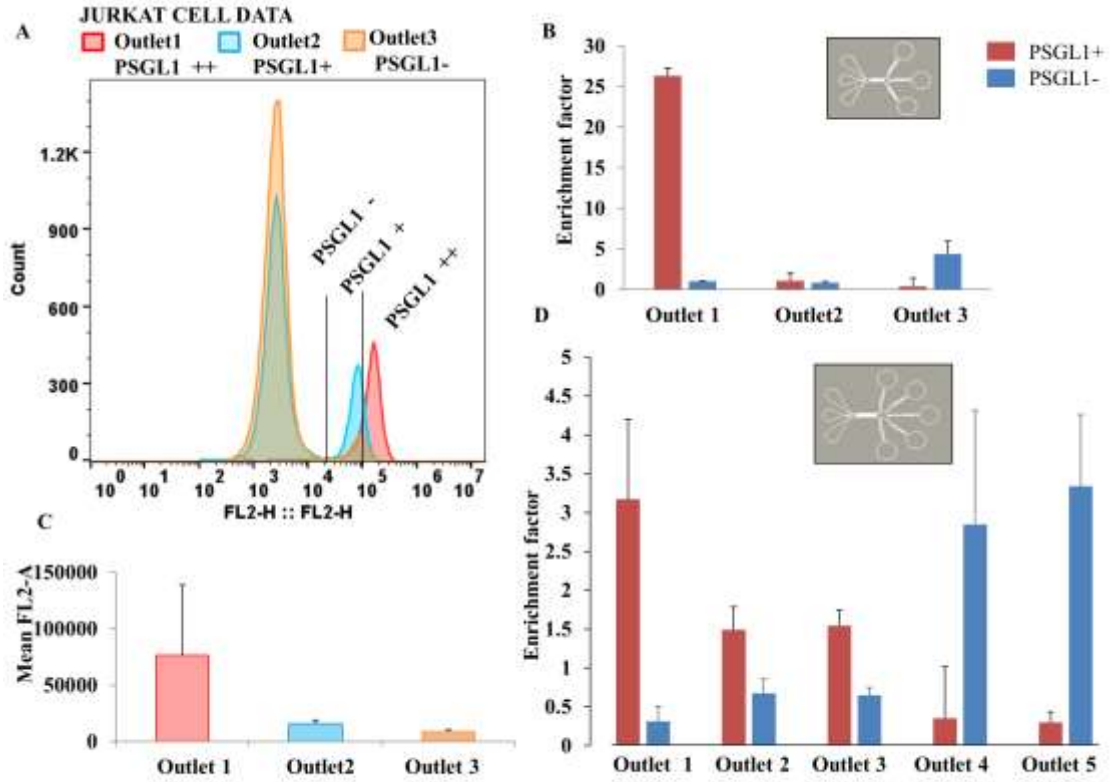 JURKAT CELL DATA
A
Outlet1 Outlet2 Outlet3
PSGL1 ++ PSGL1+ PSGL1-
1.2K
900
600
300
0
Count
PSGL1 -
PSGL1 +
PSGL1 ++
10 0 10 1 10 2 10 3 10 4 10 5 10 6 10 7
FL2-H :: FL2-H
B
30
25
20
15
10
5
0
Enrichment factor
Outlet 1 Outlet2 Outlet 3
PSGL1+
PSGL1-
C
150000
100000
50000
0
Mean FL2-A
Outlet 1 Outlet2 Outlet 3
D
5
4.5
4
3.5
3
2.5
2
1.5
1
0.5
0
Enrichment factor
Outlet 1 Outlet 2 Outlet 3 Outlet 4 Outlet 5